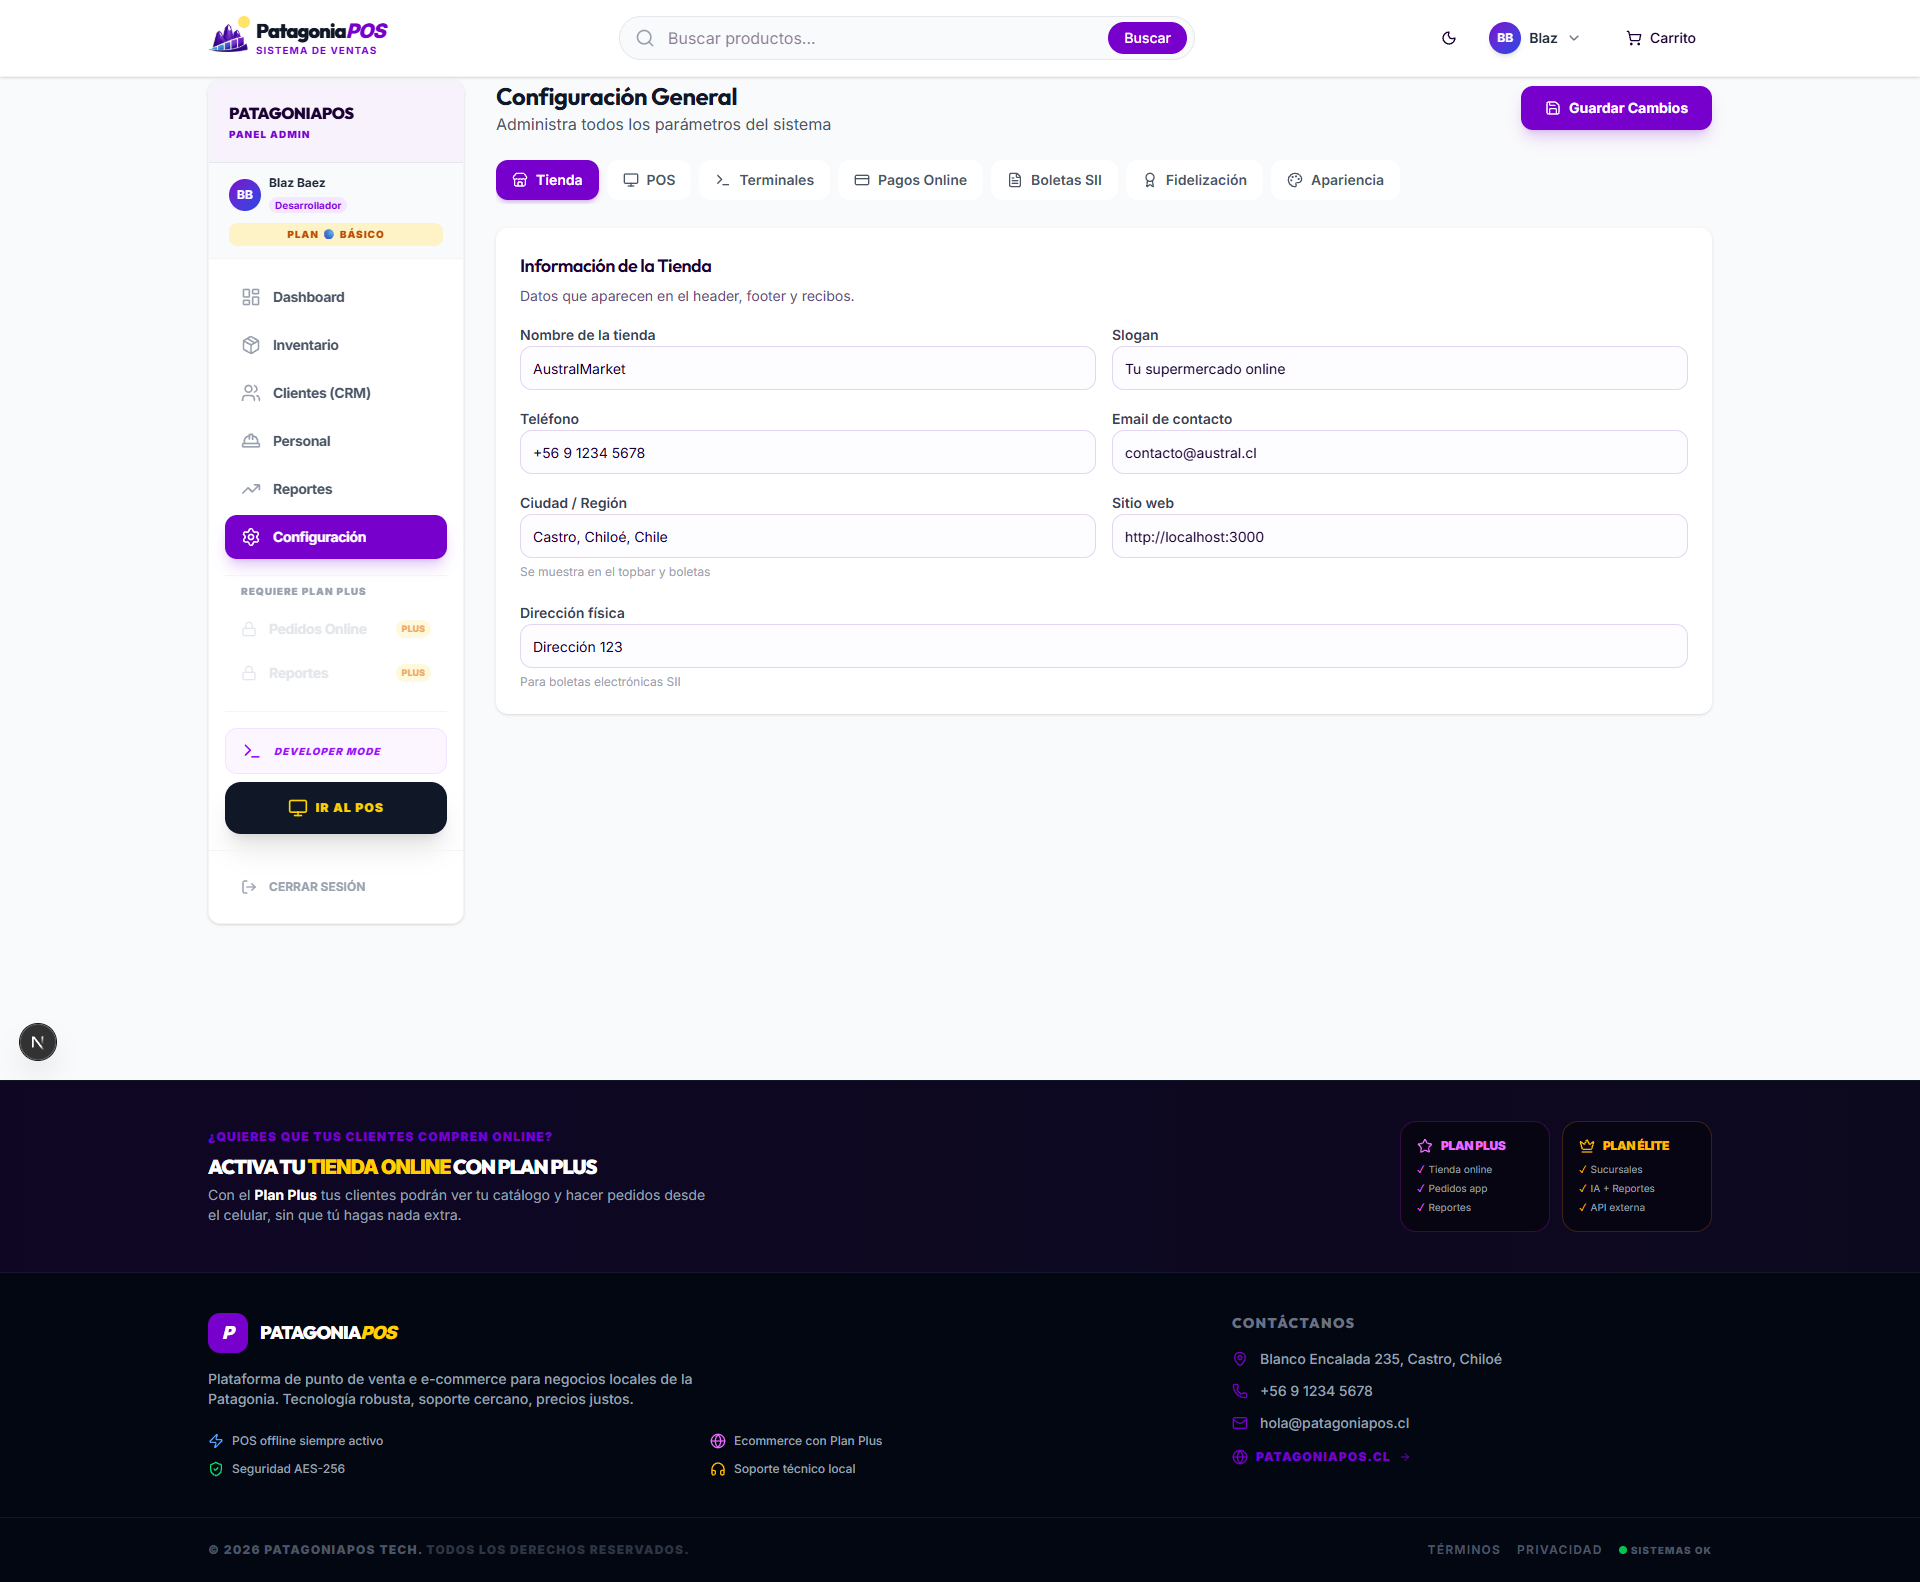 PatagoniaPOS
SISTEMA DE VENTAS
Buscar productos...
Buscar
BB
Blaz
Carrito
PATAGONIAPOS
PANEL ADMIN
BB
Blaz Baez
Desarrollador
PLAN BÁSICO
Dashboard
Inventario
Clientes (CRM)
Personal
Reportes
Configuración
REQUIERE PLAN PLUS
Pedidos Online PLUS
Reportes PLUS
DEVELOPER MODE
IR AL POS
CERRAR SESIÓN
Configuración General
Administra todos los parámetros del sistema
Guardar Cambios
Tienda
POS
Terminales
Pagos Online
Boletas SII
Fidelización
Apariencia
Información de la Tienda
Datos que aparecen en el header, footer y recibos.
Nombre de la tienda
AustralMarket
Slogan
Tu supermercado online
Teléfono
+56 9 1234 5678
Email de contacto
contacto@austral.cl
Ciudad / Región
Castro, Chiloé, Chile
Se muestra en el topbar y boletas
Sitio web
http://localhost:3000
Dirección física
Dirección 123
Para boletas electrónicas SII
N
¿QUIERES QUE TUS CLIENTES COMPREN ONLINE?
ACTIVA TU TIENDA ONLINE CON PLAN PLUS
Con el Plan Plus tus clientes podrán ver tu catálogo y hacer pedidos desde
el celular, sin que tú hagas nada extra.
PLAN PLUS
✓ Tienda online
✓ Pedidos app
✓ Reportes
PLAN ÉLITE
✓ Sucursales
✓ IA + Reportes
✓ API externa
P
PATAGONIAPOS
Plataforma de punto de venta e e-commerce para negocios locales de la
Patagonia. Tecnología robusta, soporte cercano, precios justos.
POS offline siempre activo
Ecommerce con Plan Plus
Seguridad AES-256
Soporte técnico local
CONTÁCTANOS
Blanco Encalada 235, Castro, Chiloé
+56 9 1234 5678
hola@patagoniapos.cl
PATAGONIAPOS.CL →
© 2026 PATAGONIAPOS TECH. TODOS LOS DERECHOS RESERVADOS.
TÉRMINOS
PRIVACIDAD
SISTEMAS OK